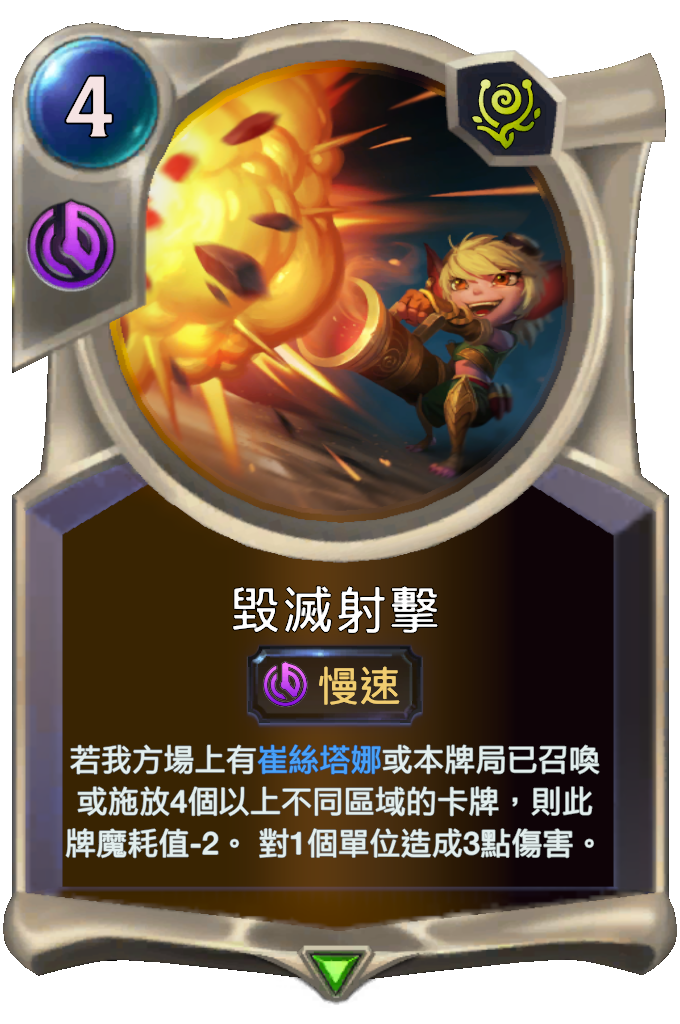 4
毀滅射擊
慢速
若我方場上有崔絲塔娜或本牌局已召喚
或施放4個以上不同區域的卡牌，則此
牌魔耗值-2。 對1個單位造成3點傷害。